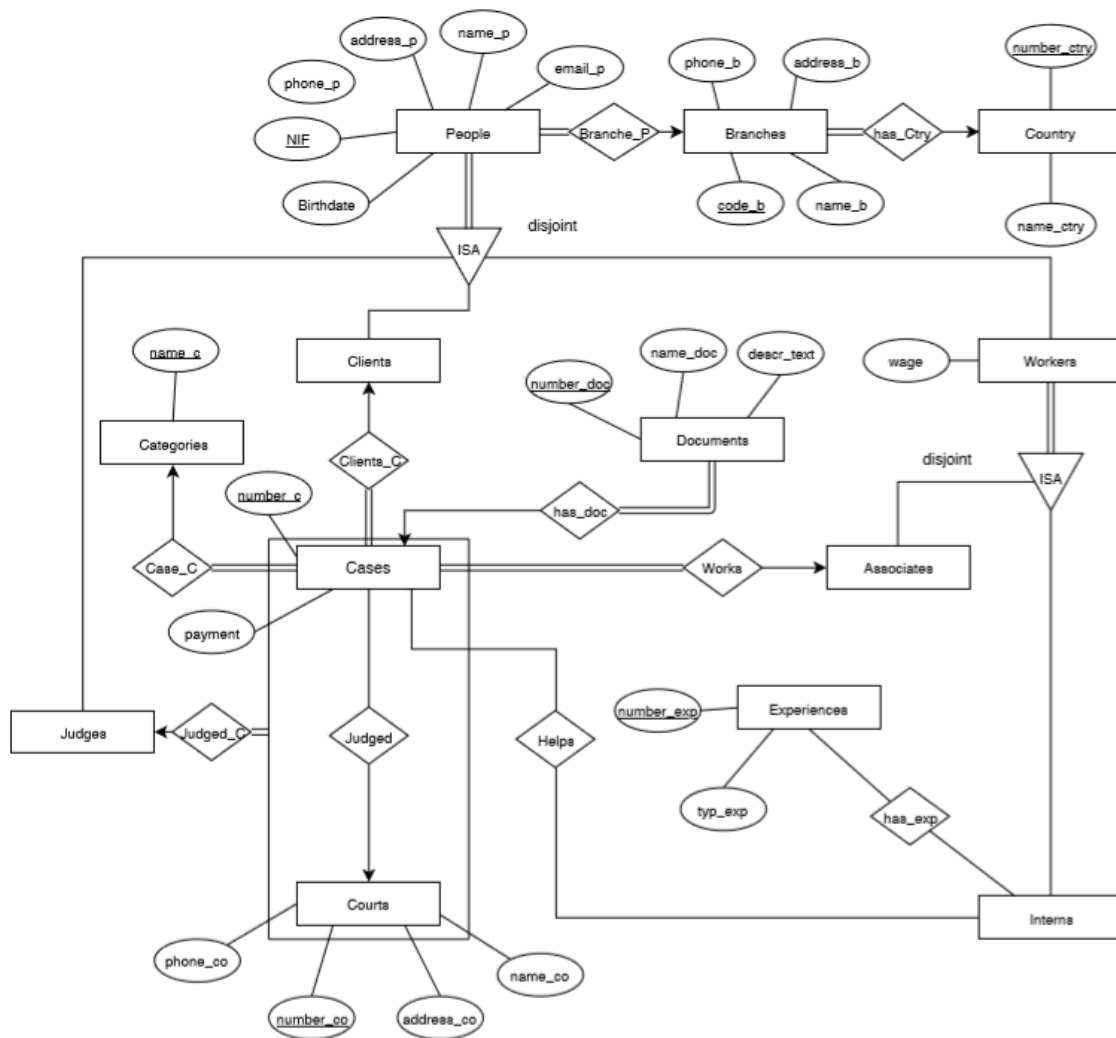 name_p
number_ctry
address_p
phone_b
address_b
email_p
phone_p
People
Branche_P
Branches
has_Ctry
Country
NIF
Birthdate
code_b
name_b
name_ctry
disjoint
ISA
name_c
name_doc
descr_text
Clients
wage
Workers
number_doc
Categories
Documents
Clients_C
disjoint
ISA
number_c
has_doc
Case_C
Cases
Works
Associates
payment
number_exp
Experiences
Judges
Judged_C
Judged
Helps
typ_exp
has_exp
Courts
Interns
phone_co
name_co
number_co
address_co